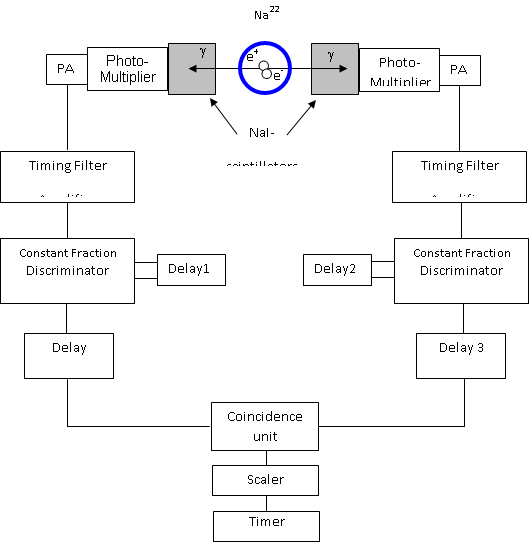 Na22
γ
e+
e-
γ
PA
Photo-
Multiplier
Photo-
Multiplier
PA
NaI-
scintillators
Timing Filter
Timing Filter
Constant Fraction
Discriminator
Delay1
Delay2
Constant Fraction
Discriminator
Delay
Delay 3
Coincidence
unit
Scaler
Timer